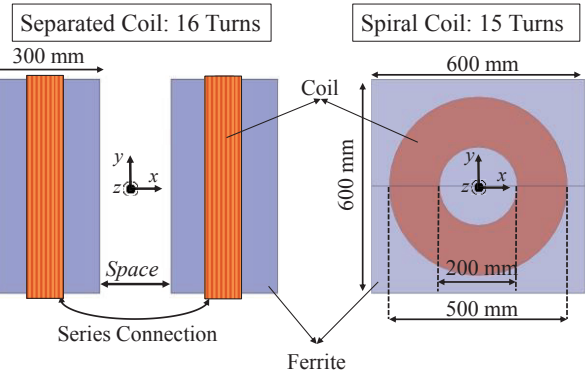 Separated Coil: 16 Turns
Spiral Coil: 15 Turns
300 mm
600 mm
Coil
y
x
z
y
x
z
600 mm
Space
200 mm
500 mm
Series Connection
Ferrite